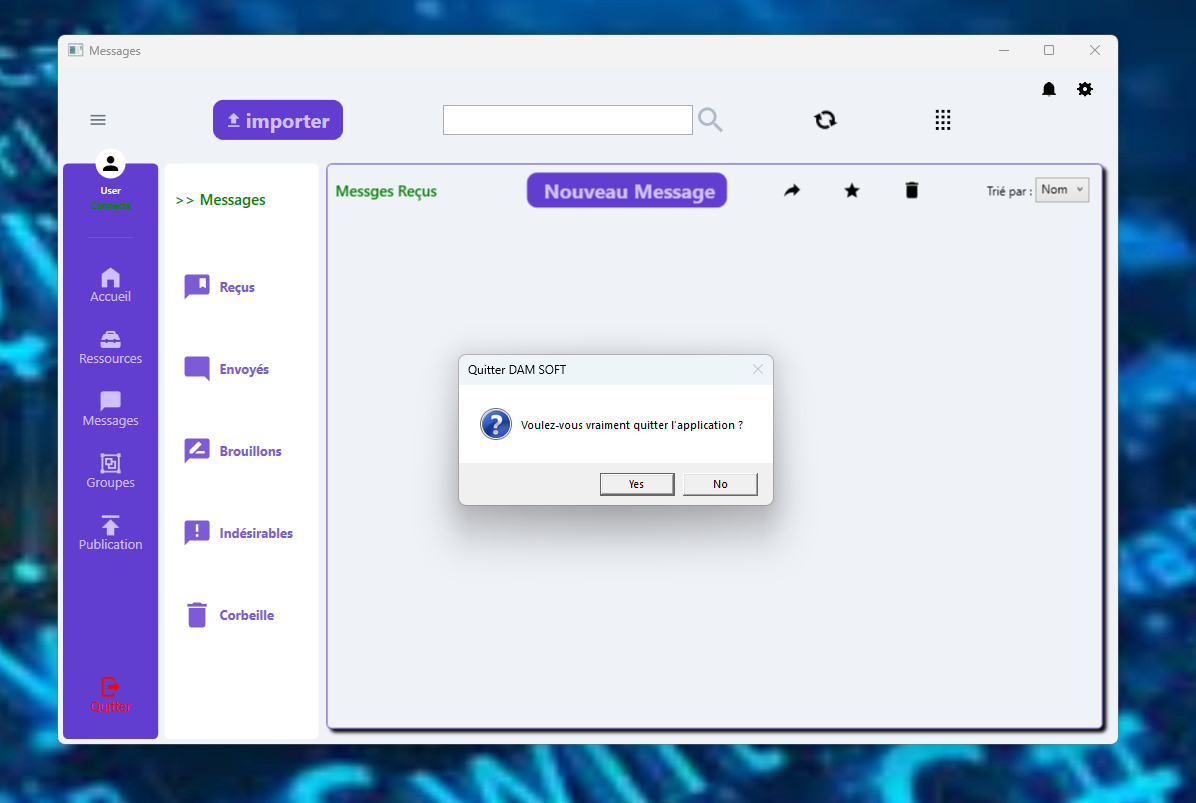 Messages
importer
User
Connecté
>> Messages
Messges Reçus
Nouveau Message
Trié par :
Nom
Accueil
Ressources
Messages
Groupes
Publication
Quitter
Reçus
Envoyés
Brouillons
Indésirables
Corbeille
Quitter DAM SOFT
Voulez-vous vraiment quitter l'application ?
Yes
No